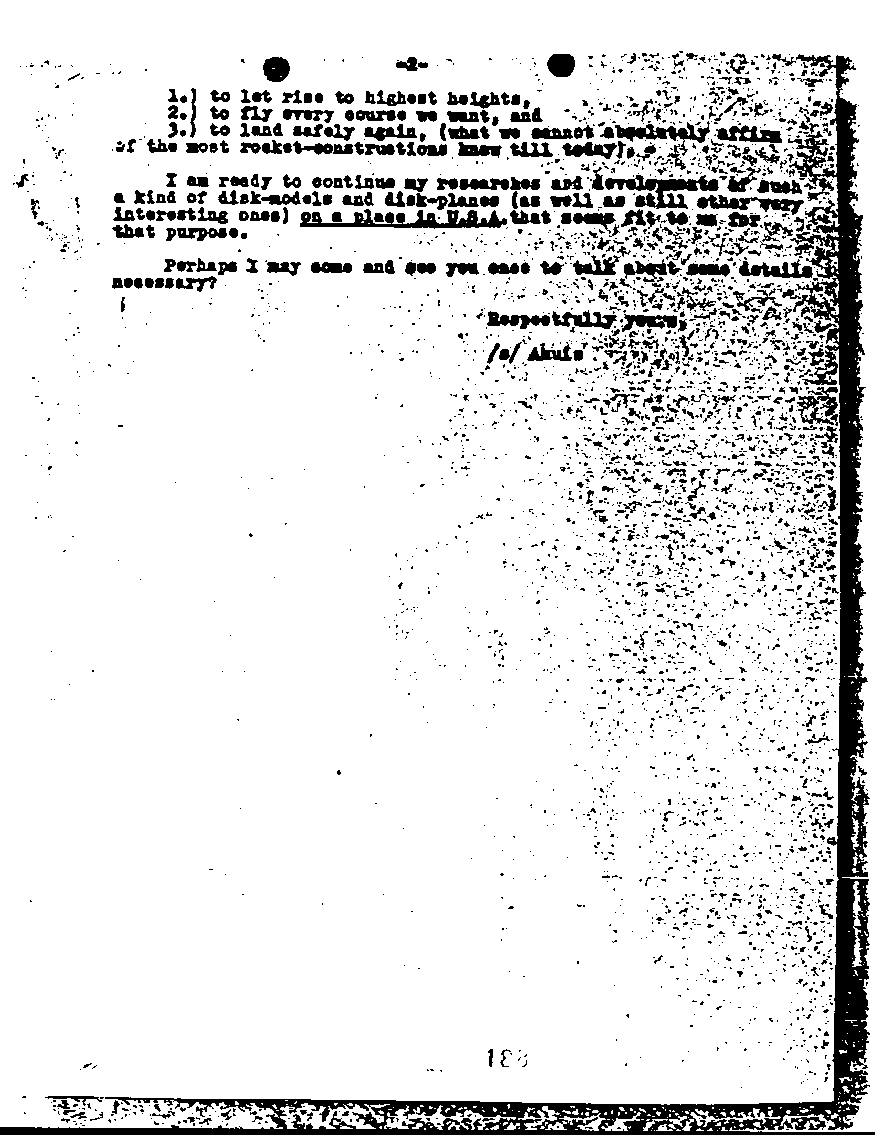 -2-
1.) to let rise to highest heights,
2.) to fly every course we want, and
3.) to land safely again, (what we cannot absolutely affirm
of the most rocket-constructions knew till today).
I am ready to continue my researches and developments of such
a kind of disk-models and disk-planes (as well as still other very
interesting ones) on a place in U.S.A. that seems fit to me for
that purpose.
Perhaps I may come and see you once to talk about some details
necessary?
Respectfully yours,
/s/